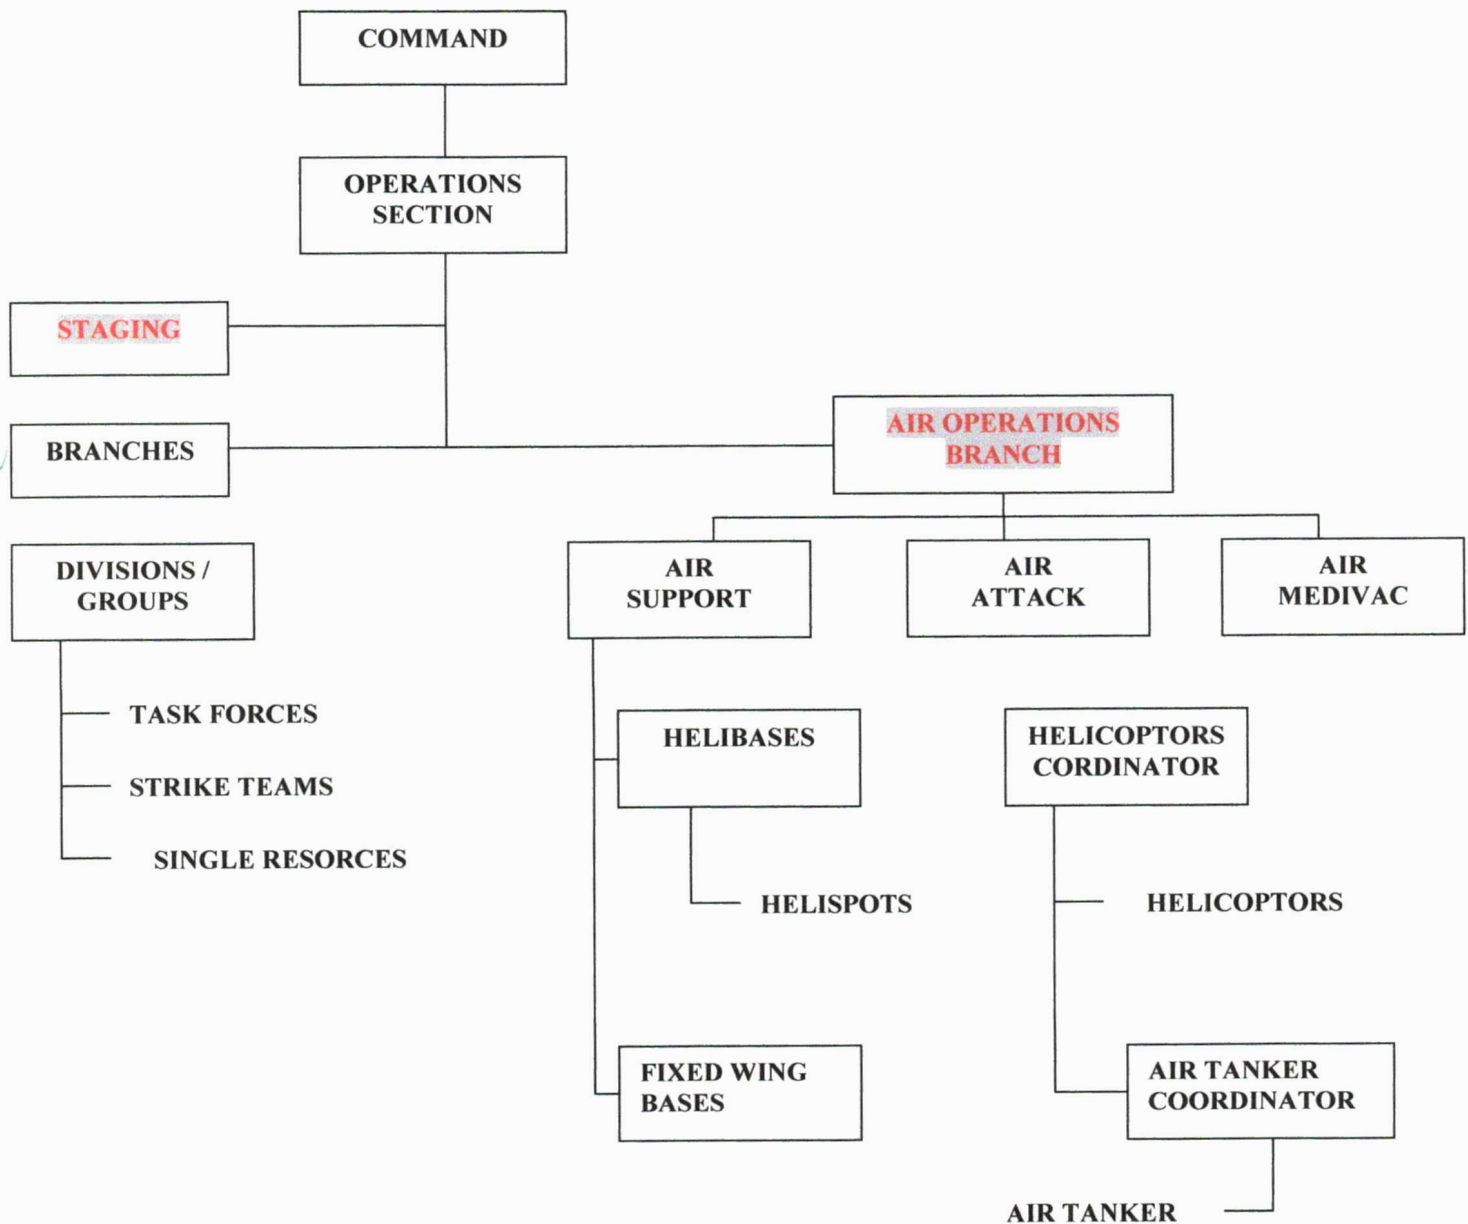 COMMAND
OPERATIONS
SECTION
STAGING
BRANCHES
AIR OPERATIONS
BRANCH
DIVISIONS /
GROUPS
TASK FORCES
STRIKE TEAMS
SINGLE RESORCES
AIR
SUPPORT
AIR
ATTACK
AIR
MEDIVAC
HELIBASES
HELISPOTS
FIXED WING
BASES
HELICOPTORS
CORDINATOR
HELICOPTORS
AIR TANKER
COORDINATOR
AIR TANKER